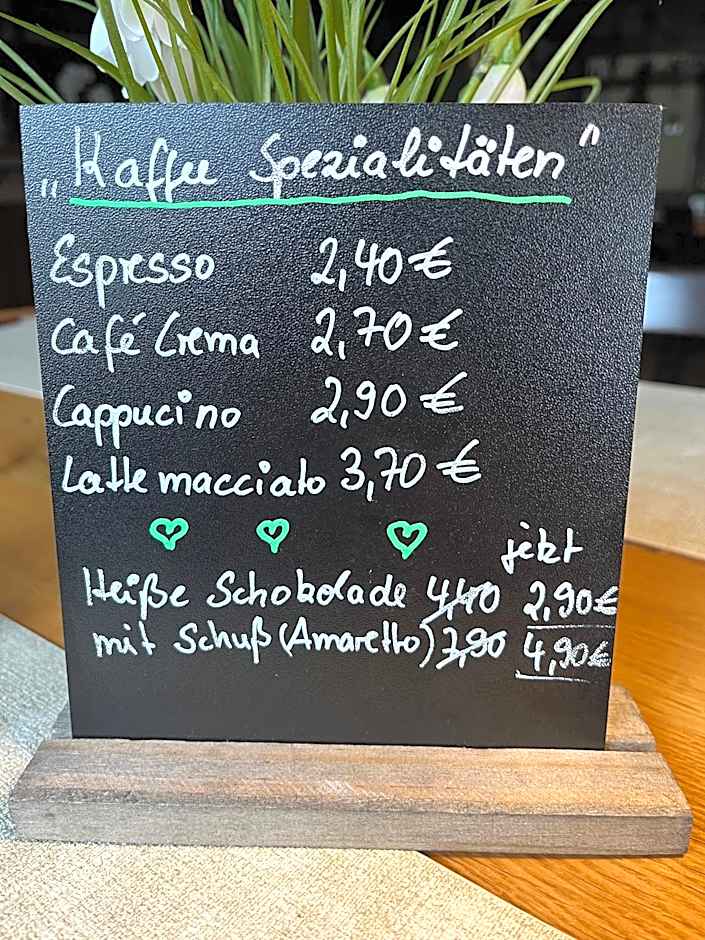 „Kaffee Spezialitäten"
Espresso 2,40 €
Café Crema 2,70 €
Cappucino 2,90 €
Latte macciato 3,70 €
jetzt
Heiße Schokolade 4,40 2,90 €
mit Schuß (Amaretto) 7,90 4,90 €